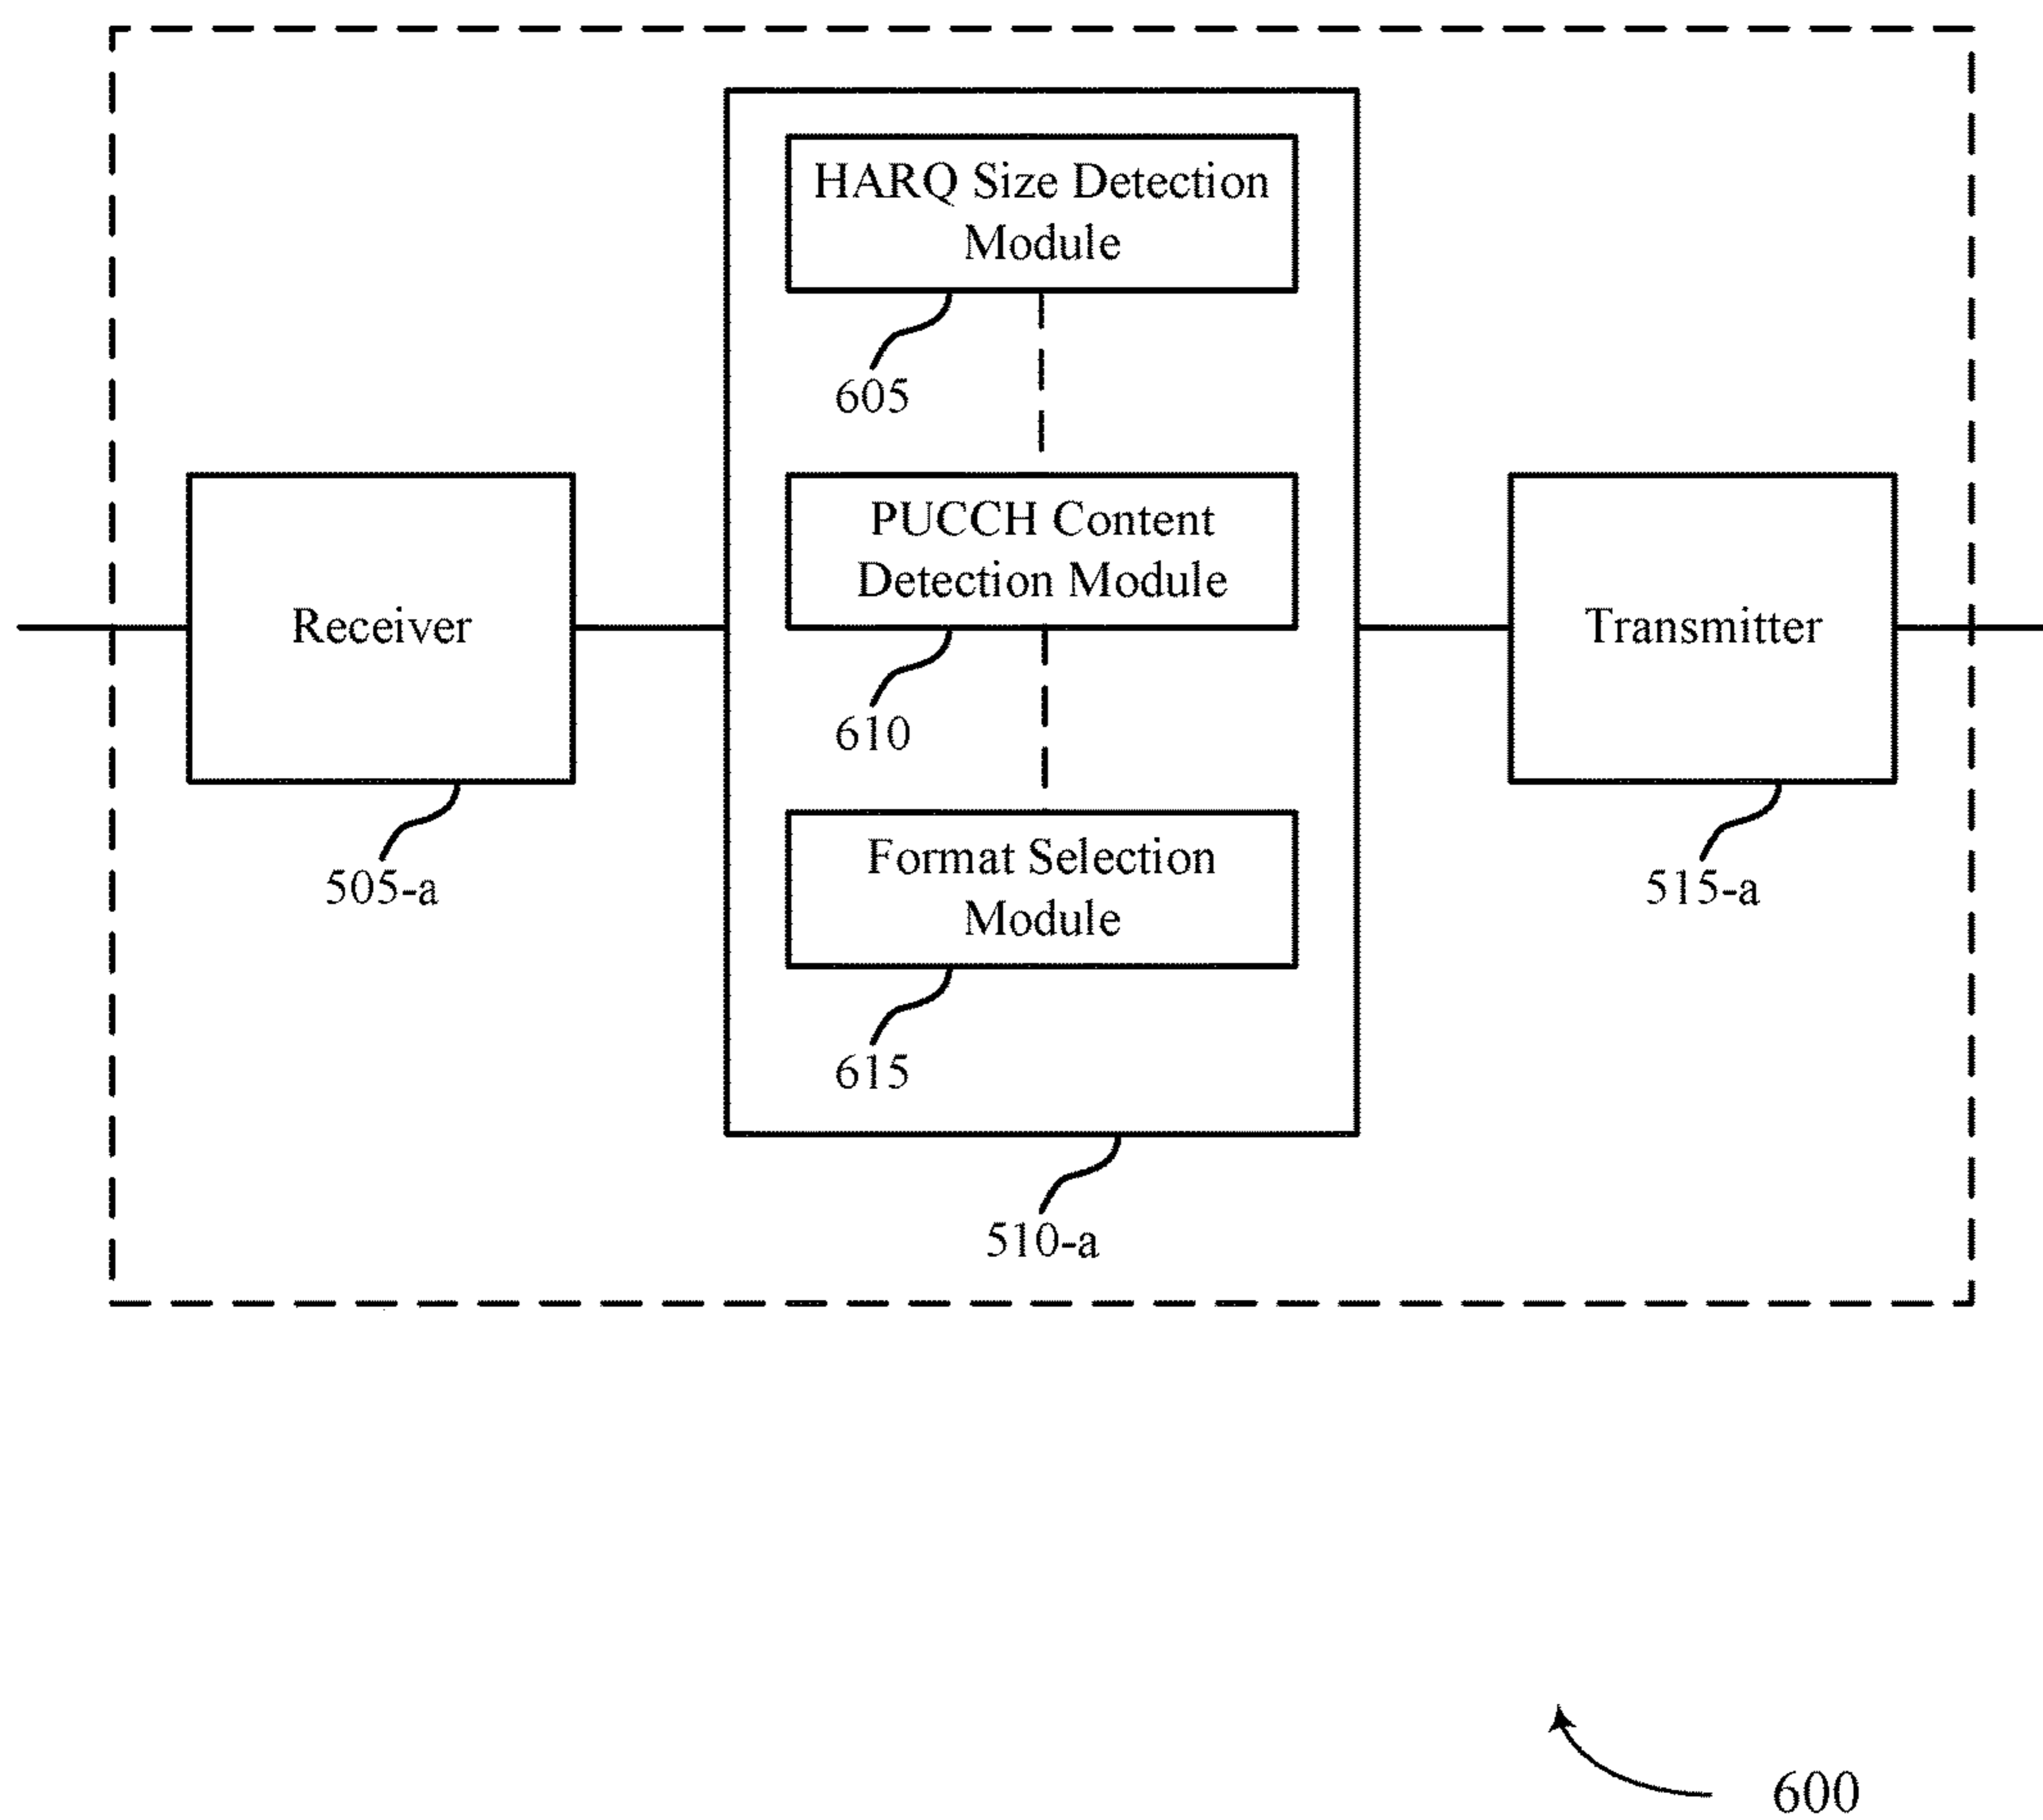 HARQ Size Detection
Module
605
PUCCH Content
Detection Module
610
Receiver
505-a
Transmitter
515-a
Format Selection
Module
615
510-a
600